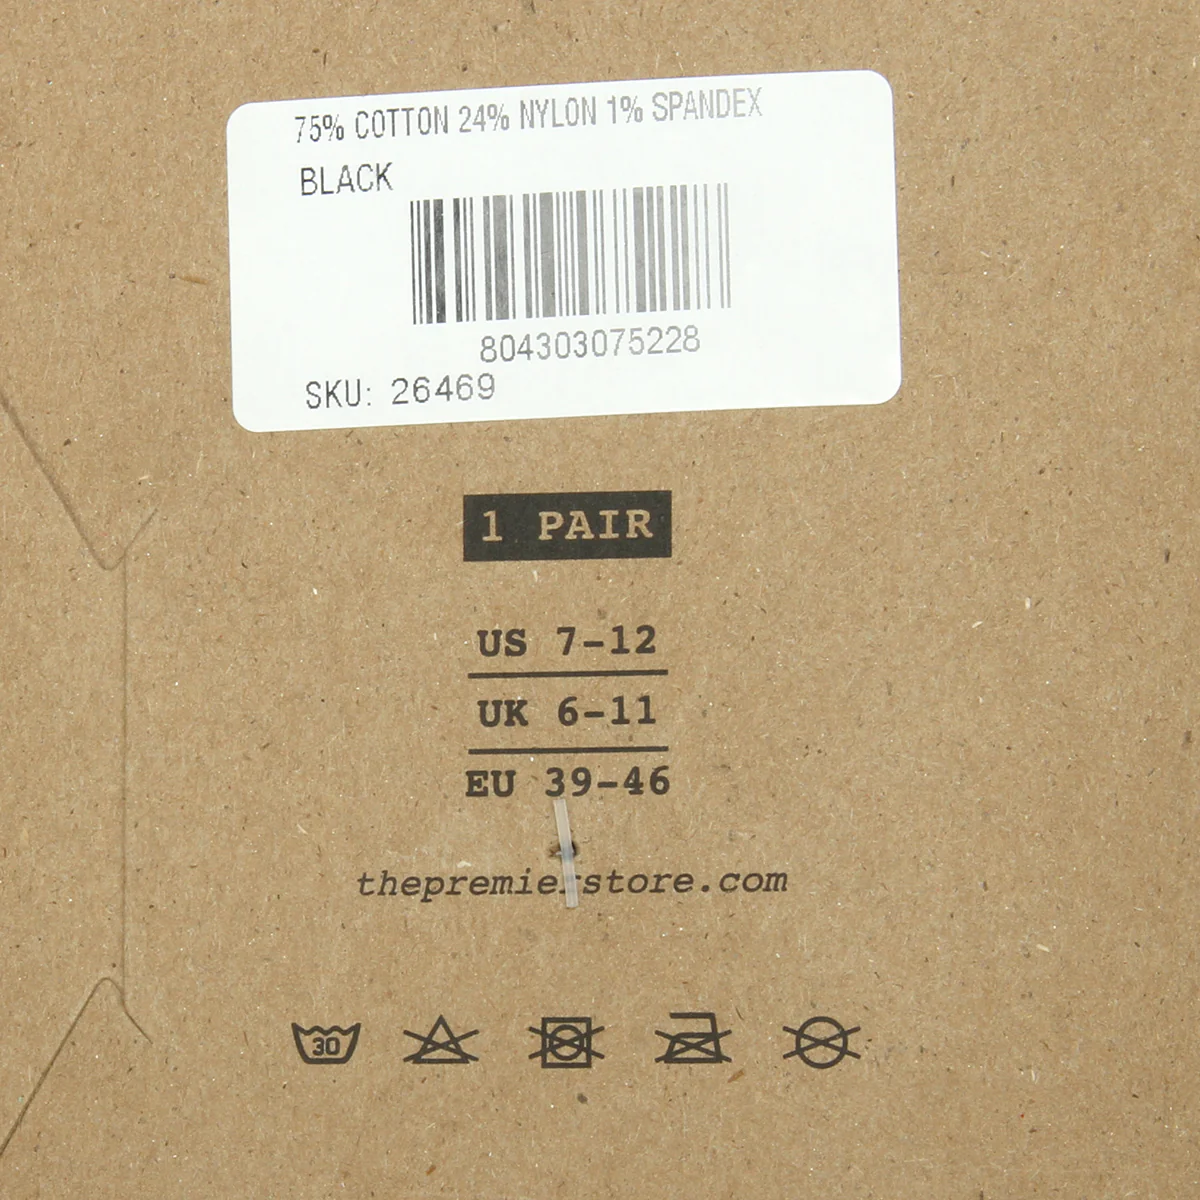 75% COTTON 24% NYLON 1% SPANDEX
BLACK
804303075228
SKU: 26469
1 PAIR
US 7-12
UK 6-11
EU 39-46
thepremierstore.com
30